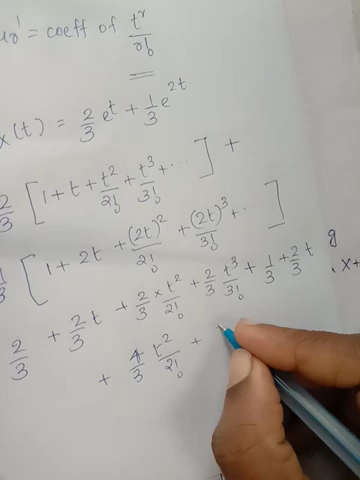 μr' = coeff of t^r/r!
x(t) = 2/3 e^t + 1/3 e^2t
2/3 [1 + t + t^2/2! + t^3/3! + ...] +
1/3 [1 + 2t + (2t)^2/2! + (2t)^3/3! + ...]
2/3 + 2/3 t + 2/3 × t^2/2! + 2/3 t^3/3! + 1/3 + 2/3 t
+ 4/3 t^2/2! +